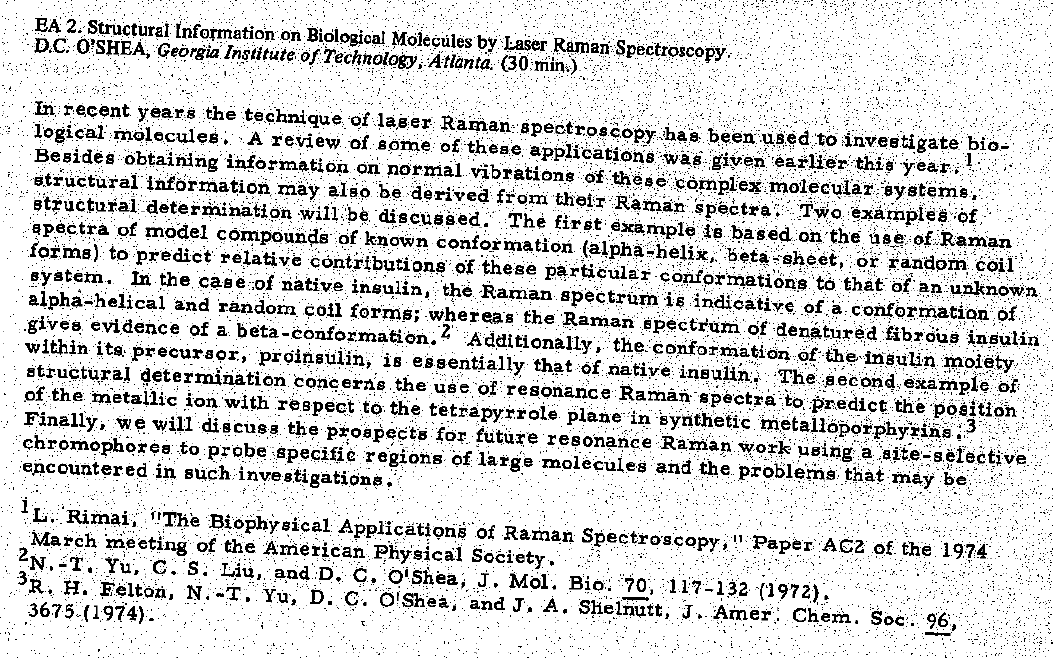 EA 2. Structural Information on Biological Molecules by Laser Raman Spectroscopy.
D.C. O'SHEA, Georgia Institute of Technology, Atlanta. (30 min.)
In recent years the technique of laser Raman spectroscopy has been used to investigate bio-
logical molecules. A review of some of these applications was given earlier this year.1
Besides obtaining information on normal vibrations of these complex molecular systems,
structural information may also be derived from their Raman spectra. Two examples of
structural determination will be discussed. The first example is based on the use of Raman
spectra of model compounds of known conformation (alpha-helix, beta-sheet, or random coil
forms) to predict relative contributions of these particular conformations to that of an unknown
system. In the case of native insulin, the Raman spectrum is indicative of a conformation of
alpha-helical and random coil forms; whereas the Raman spectrum of denatured fibrous insulin
gives evidence of a beta-conformation.2 Additionally, the conformation of the insulin moiety
within its precursor, proinsulin, is essentially that of native insulin. The second example of
structural determination concerns the use of resonance Raman spectra to predict the position
of the metallic ion with respect to the tetrapyrrole plane in synthetic metalloporphyrins.3
Finally, we will discuss the prospects for future resonance Raman work using a site-selective
chromophores to probe specific regions of large molecules and the problems that may be
encountered in such investigations.
1L. Rimai, "The Biophysical Applications of Raman Spectroscopy," Paper AC2 of the 1974
March meeting of the American Physical Society.
2N.-T. Yu, C. S. Liu, and D. C. O'Shea, J. Mol. Bio. 70, 117-132 (1972).
3R. H. Felton, N.-T. Yu, D. C. O'Shea, and J. A. Shelnutt, J. Amer. Chem. Soc. 96,
3675 (1974).